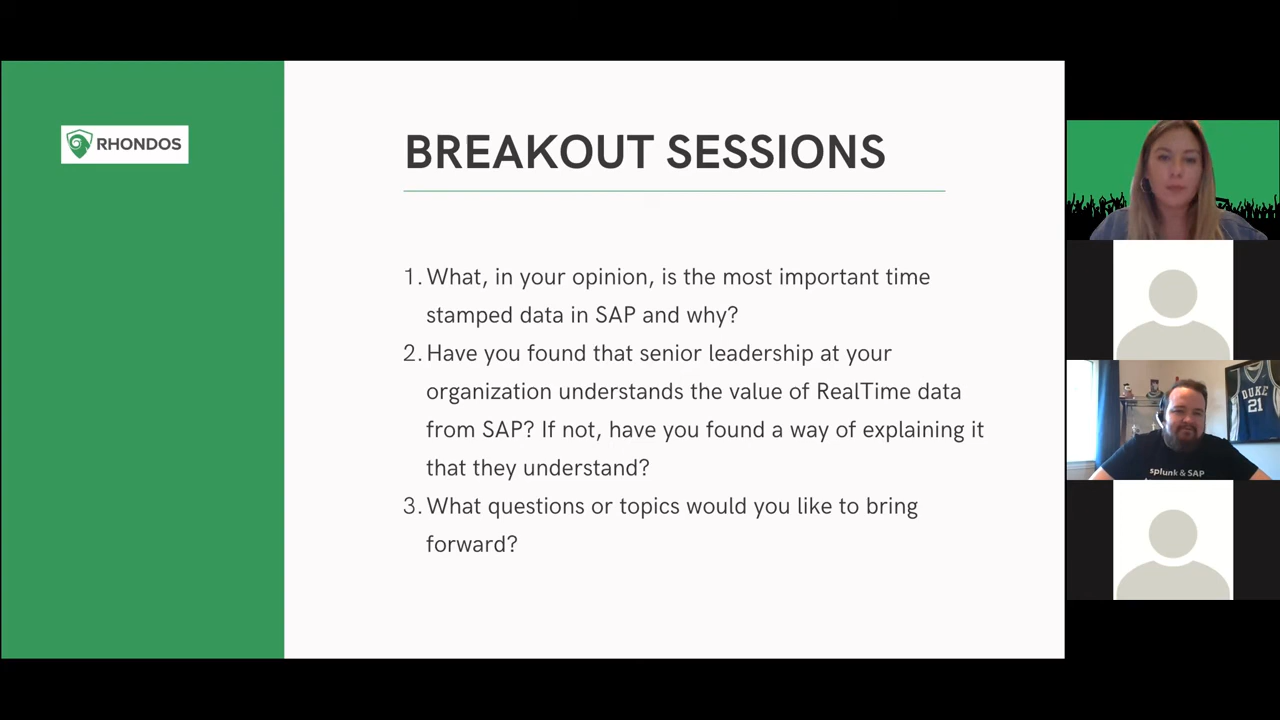 RHONDOS
BREAKOUT SESSIONS
1. What, in your opinion, is the most important time
stamped data in SAP and why?
2. Have you found that senior leadership at your
organization understands the value of RealTime data
from SAP? If not, have you found a way of explaining it
that they understand?
3. What questions or topics would you like to bring
forward?
DUKE
21
splunk & SAP